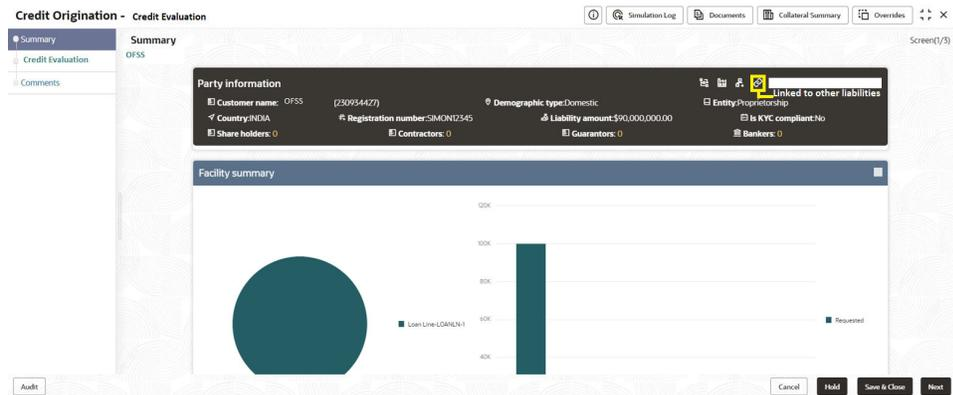 Credit Origination - Credit Evaluation
Simulation Log
Documents
Collateral Summary
Overrides
Summary
Credit Evaluation
Comments
Summary
Screen(1/3)
OFSS
Party information
Linked to other liabilities
Customer name: OFSS (230934427) Demographic type:Domestic Entity:Proprietorship
Country:INDIA Registration number:SIMON12345 Liability amount:$90,000,000.00 Is KYC compliant:No
Share holders: 0 Contractors: 0 Guarantors: 0 Bankers: 0
Facility summary
120K
100K
80K
60K
40K
Loan Line-LOANLN-1
Requested
Audit
Cancel Hold Save & Close Next